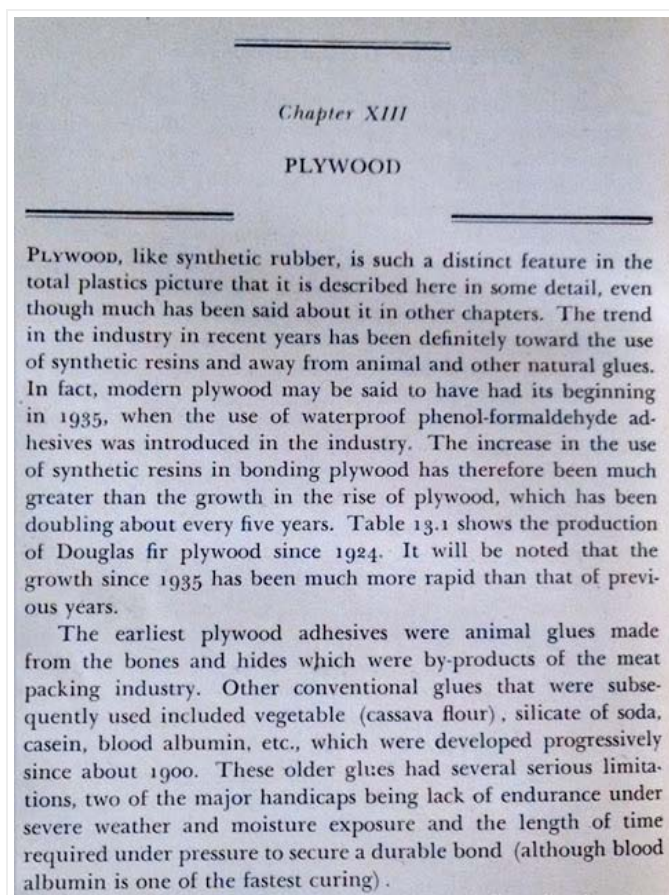 Chapter XIII
PLYWOOD
PLYWOOD, like synthetic rubber, is such a distinct feature in the
total plastics picture that it is described here in some detail, even
though much has been said about it in other chapters. The trend
in the industry in recent years has been definitely toward the use
of synthetic resins and away from animal and other natural glues.
In fact, modern plywood may be said to have had its beginning
in 1935, when the use of waterproof phenol-formaldehyde ad-
hesives was introduced in the industry. The increase in the use
of synthetic resins in bonding plywood has therefore been much
greater than the growth in the rise of plywood, which has been
doubling about every five years. Table 13.1 shows the production
of Douglas fir plywood since 1924. It will be noted that the
growth since 1935 has been much more rapid than that of previ-
ous years.
The earliest plywood adhesives were animal glues made
from the bones and hides which were by-products of the meat
packing industry. Other conventional glues that were subse-
quently used included vegetable (cassava flour), silicate of soda,
casein, blood albumin, etc., which were developed progressively
since about 1900. These older glues had several serious limita-
tions, two of the major handicaps being lack of endurance under
severe weather and moisture exposure and the length of time
required under pressure to secure a durable bond (although blood
albumin is one of the fastest curing).